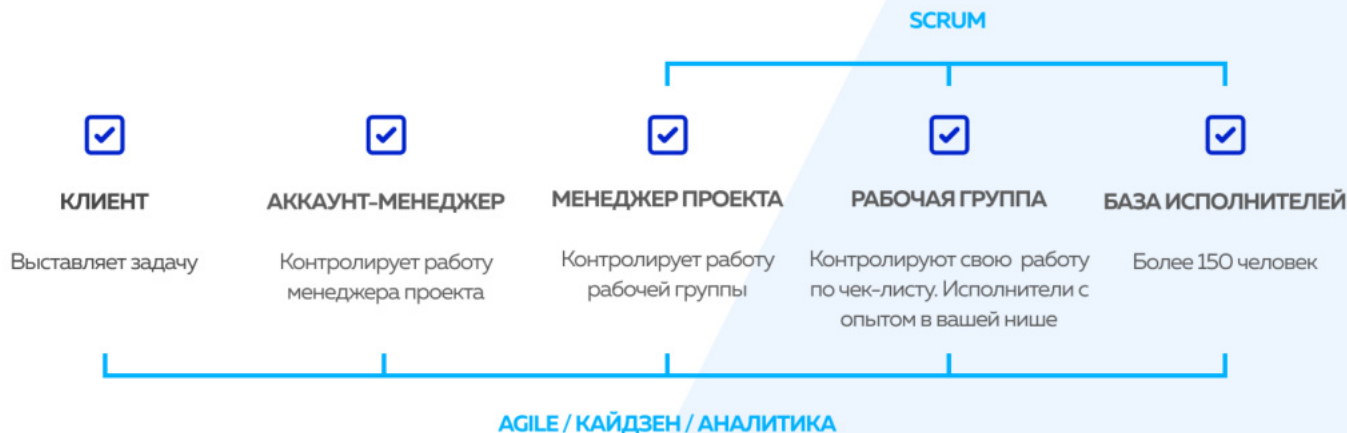 SCRUM
КЛИЕНТ
Выставляет задачу
АККАУНТ-МЕНЕДЖЕР
Контролирует работу
менеджера проекта
МЕНЕДЖЕР ПРОЕКТА
Контролирует работу
рабочей группы
РАБОЧАЯ ГРУППА
Контролируют свою работу
по чек-листу. Исполнители с
опытом в вашей нише
БАЗА ИСПОЛНИТЕЛЕЙ
Более 150 человек
AGILE / КАЙДЗЕН / АНАЛИТИКА